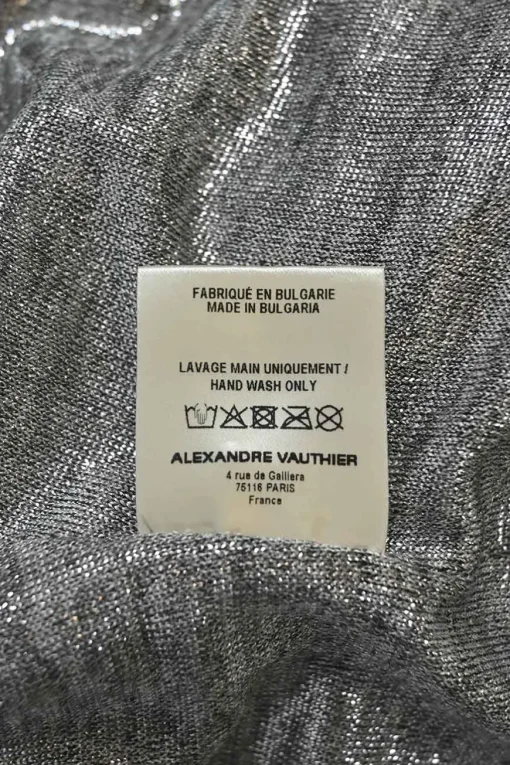 FABRIQUÉ EN BULGARIE
MADE IN BULGARIA
LAVAGE MAIN UNIQUEMENT /
HAND WASH ONLY
ALEXANDRE VAUTHIER
4 rue de Galliera
75116 PARIS
France